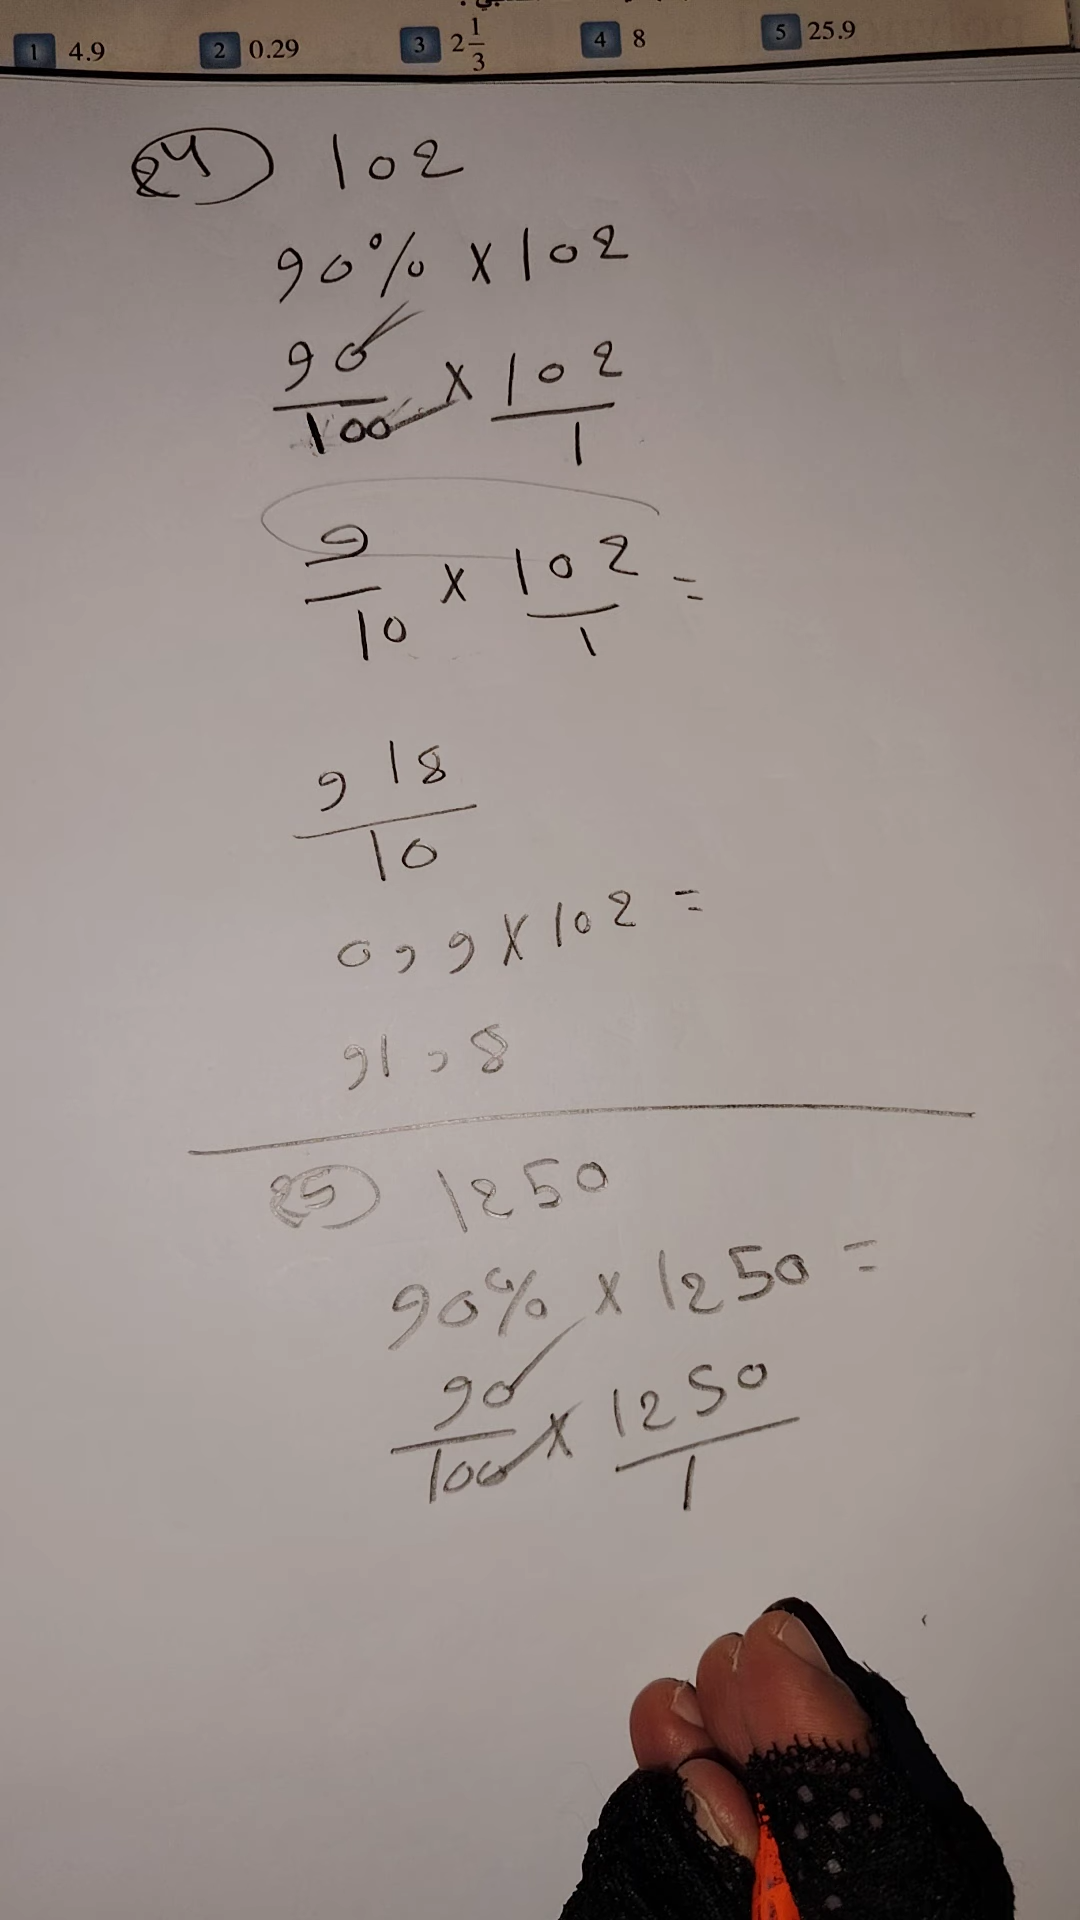 1 4.9 2 0.29 3 2 1/3 4 8 5 25.9
24 102
90% x 102
90/100 x 102/1
9/10 x 102/1 =
918/10
0,9 x 102 =
91,8
25 1250
90% x 1250 =
90/100 x 1250/1